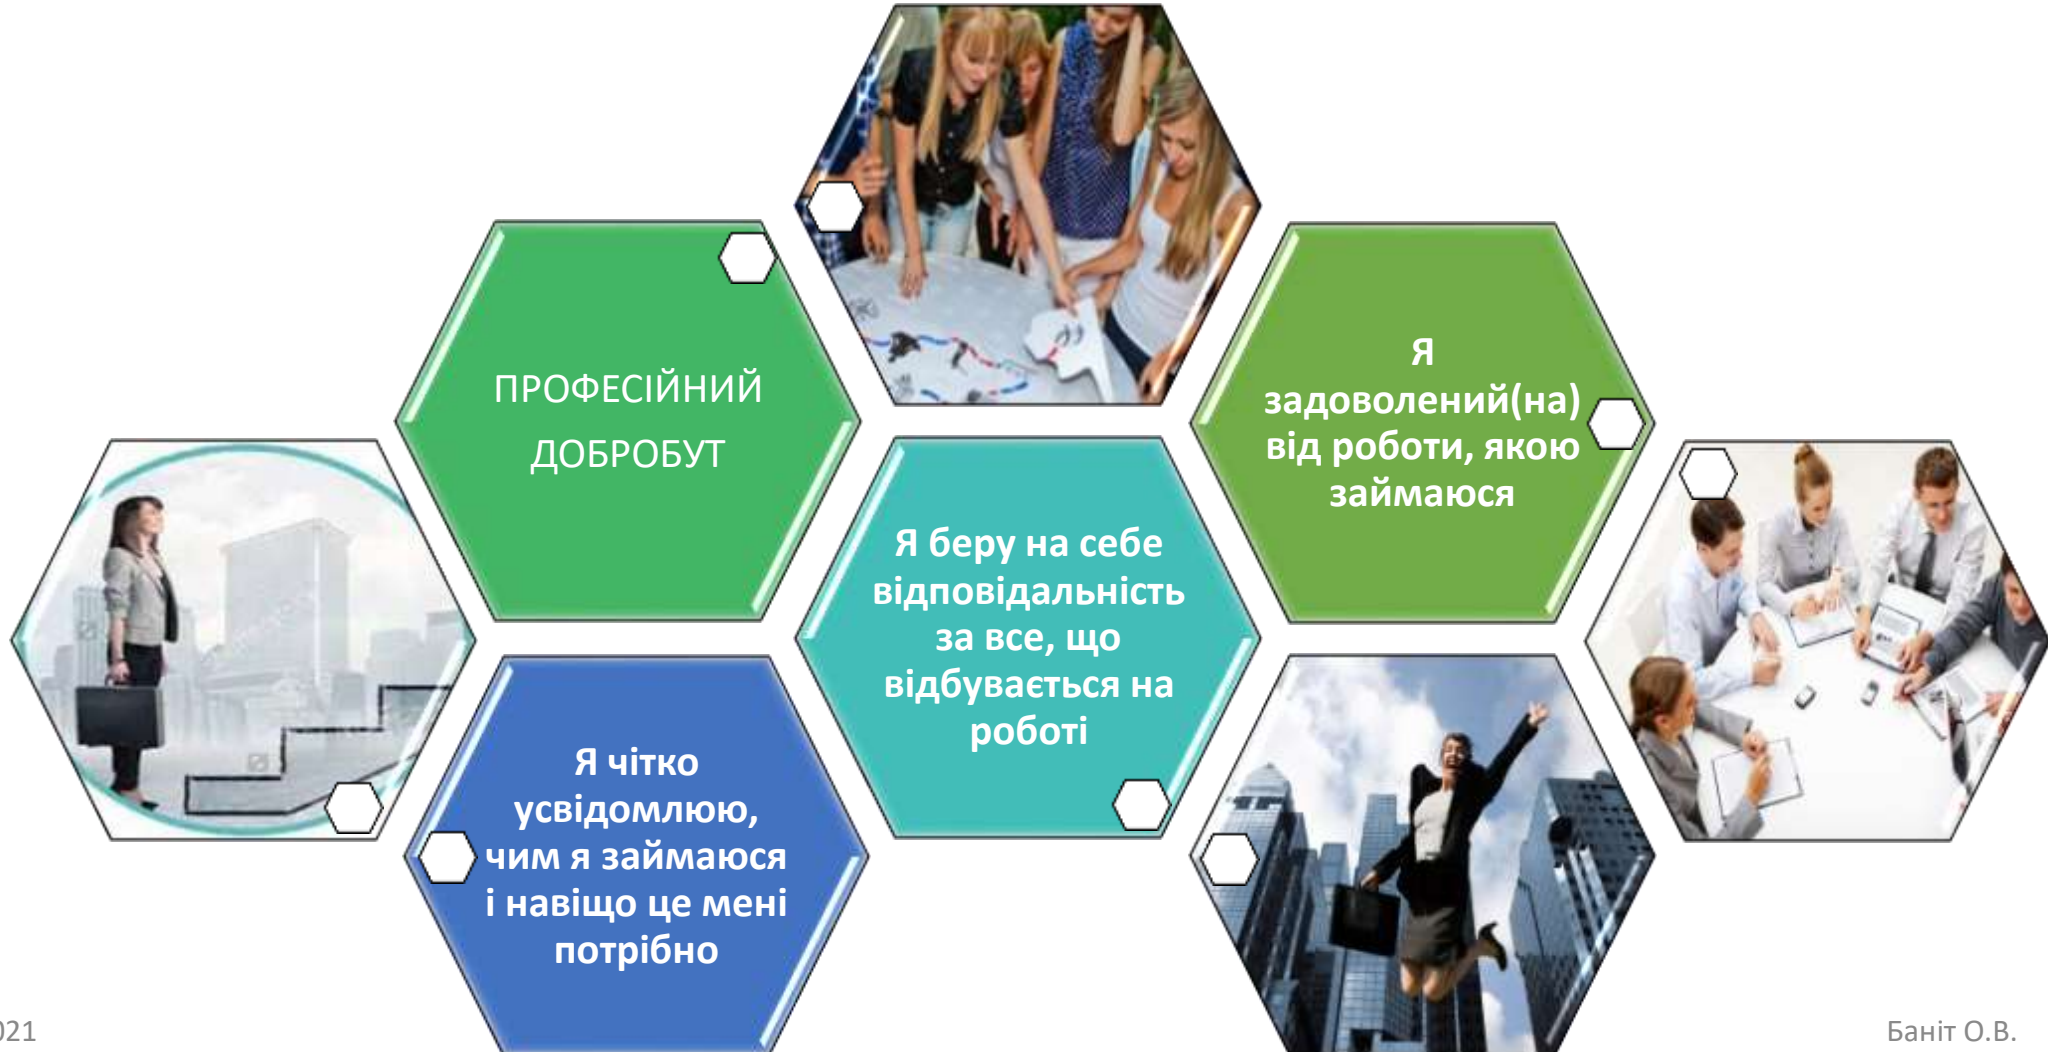 ПРОФЕСІЙНИЙ
ДОБРОБУТ
Я
задоволений(на)
від роботи, якою
займаюся
Я беру на себе
відповідальність
за все, що
відбувається на
роботі
Я чітко
усвідомлюю,
чим я займаюся
і навіщо це мені
потрібно
021
Баніт О.В.